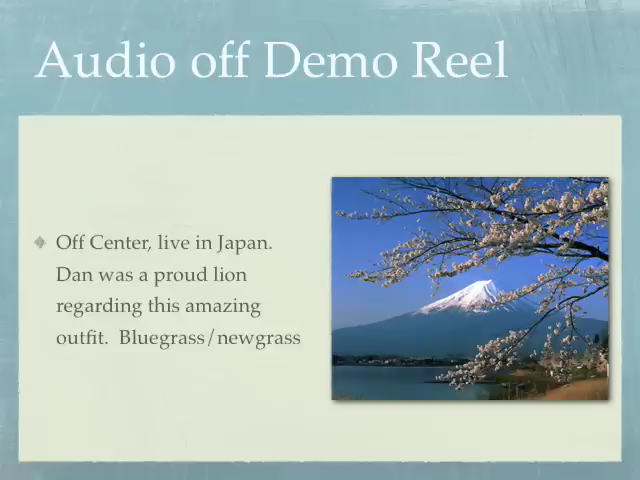 Audio off Demo Reel
Off Center, live in Japan.
Dan was a proud lion
regarding this amazing
outfit.  Bluegrass/newgrass